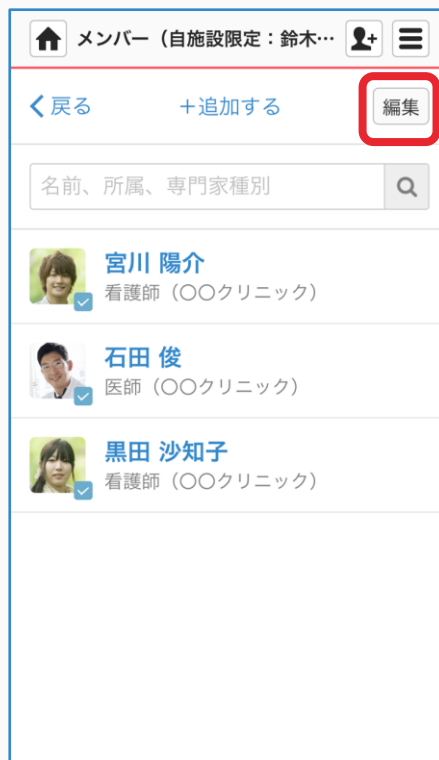 メンバー（自施設限定：鈴木…
戻る +追加する 編集
名前、所属、専門家種別
宮川 陽介
看護師（〇〇クリニック）
石田 俊
医師（〇〇クリニック）
黒田 沙知子
看護師（〇〇クリニック）